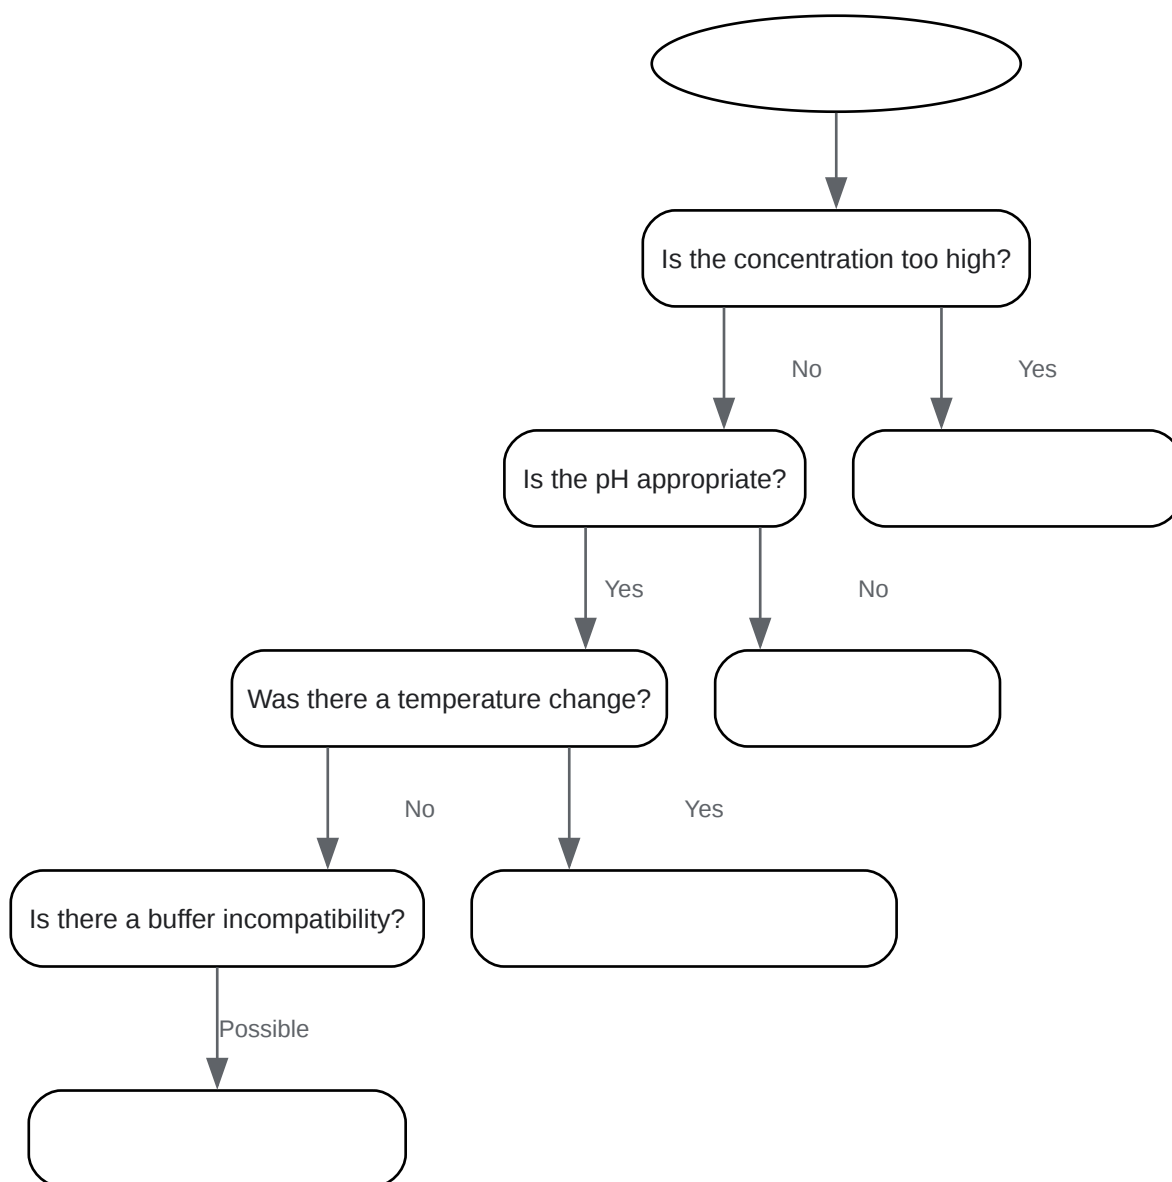 Is the concentration too high?
No
Yes
Is the pH appropriate?
Yes
No
Was there a temperature change?
No
Yes
Is there a buffer incompatibility?
Possible